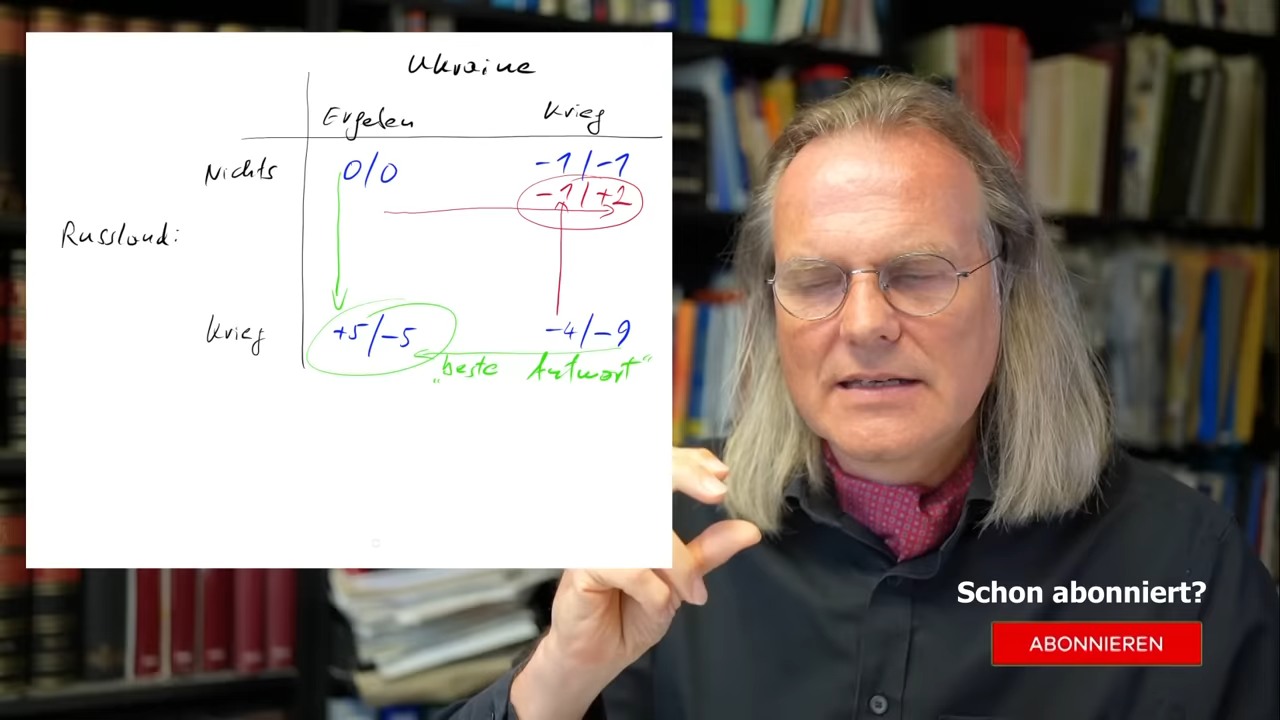 Ukraine
Ergeben Krieg
Nichts 0/0 -1/-1
-1/+2
Russland:
Krieg +5/-5 -4/-9
"beste Antwort"
Schon abonniert?
ABONNIEREN